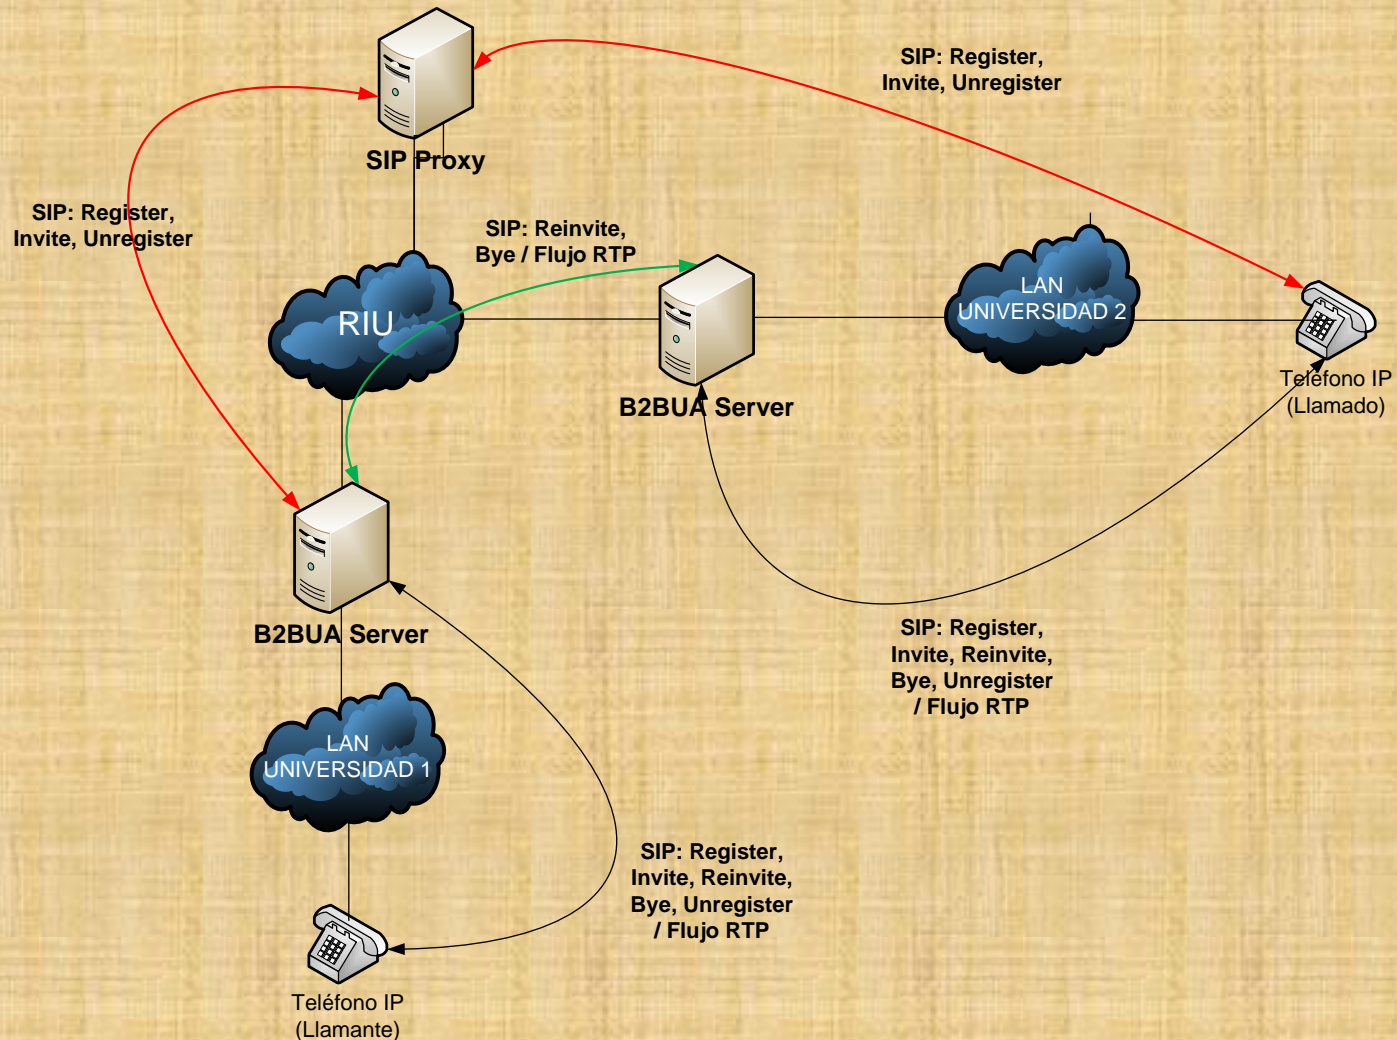 SIP: Register,
Invite, Unregister
SIP Proxy
SIP: Register,
Invite, Unregister
SIP: Reinvite,
Bye / Flujo RTP
RIU
LAN
UNIVERSIDAD 2
B2BUA Server
Teléfono IP
(Llamado)
B2BUA Server
SIP: Register,
Invite, Reinvite,
Bye, Unregister
/ Flujo RTP
LAN
UNIVERSIDAD 1
SIP: Register,
Invite, Reinvite,
Bye, Unregister
/ Flujo RTP
Teléfono IP
(Llamante)